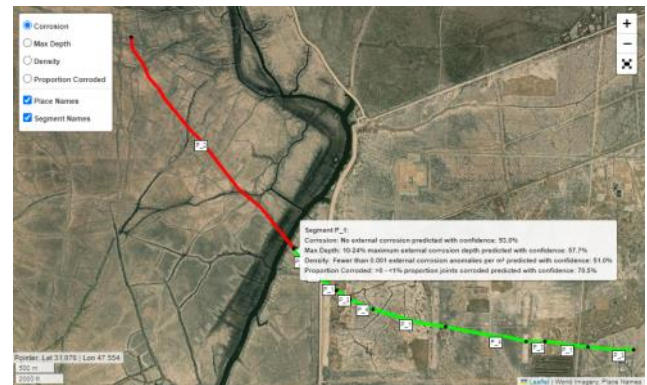 Corrosion
Max Depth
Density
Proportion Corroded
Place Names
Segment Names
+
−
Segment P_1:
Corrosion: No external corrosion predicted with confidence: 53.0%
Max Depth: 10-24% maximum external corrosion depth predicted with confidence: 57.7%
Density: Fewer than 0.001 external corrosion anomalies per m² predicted with confidence: 51.0%
Proportion Corroded: >0 - <1% proportion joints corroded predicted with confidence: 70.5%
Pointer: Lat 31.076 | Lon 47.554
500 m
2000 ft
Leaflet | World Imagery, Place Names